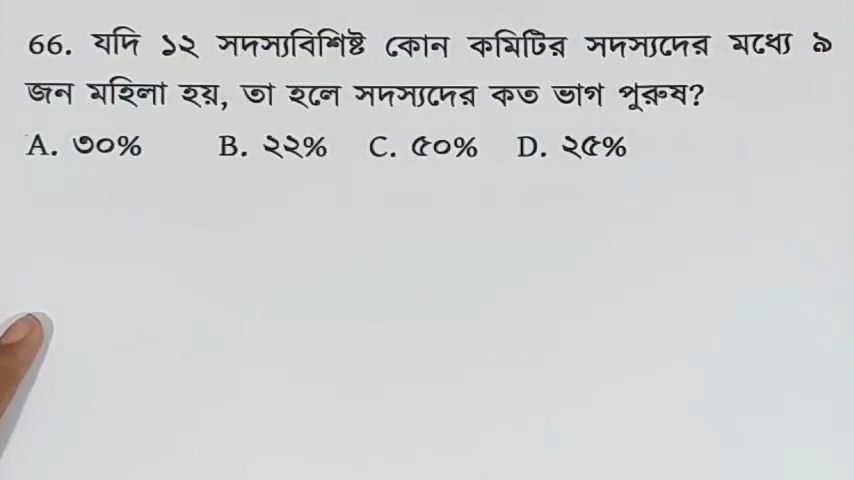 66. যদি ১২ সদস্যবিশিষ্ট কোন কমিটির সদস্যদের মধ্যে ৯
জন মহিলা হয়, তা হলে সদস্যদের কত ভাগ পুরুষ?
A. ৩০% B. ২২% C. ৫০% D. ২৫%